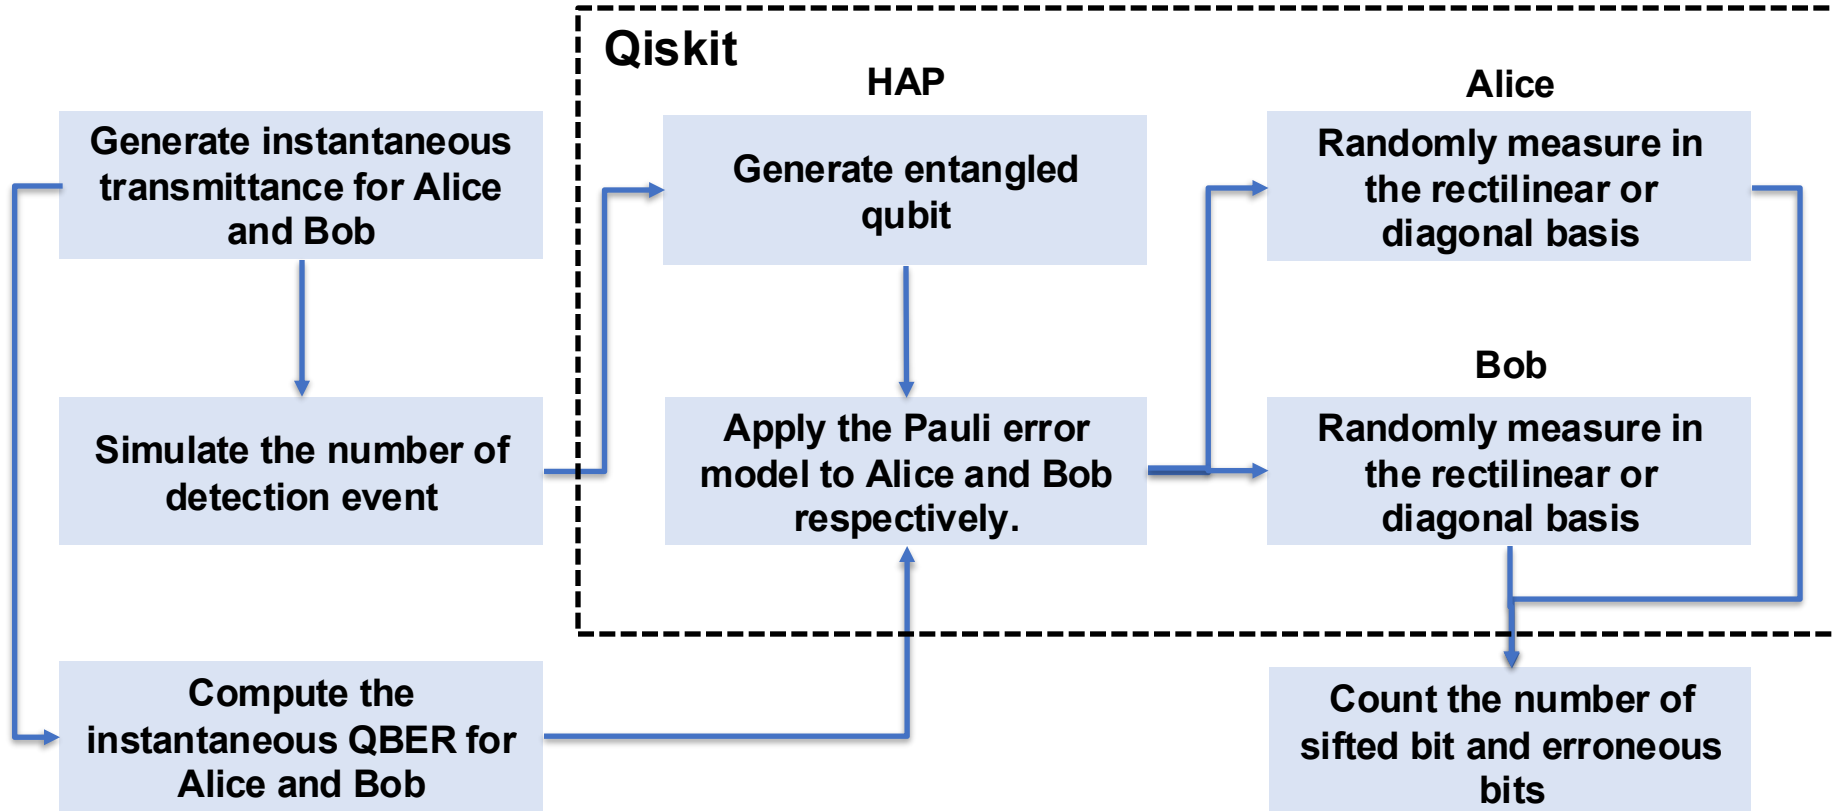 Qiskit
Generate instantaneous
transmittance for Alice
and Bob
Simulate the number of
detection event
Compute the
instantaneous QBER for
Alice and Bob
HAP
Generate entangled
qubit
Apply the Pauli error
model to Alice and Bob
respectively.
Alice
Randomly measure in
the rectilinear or
diagonal basis
Bob
Randomly measure in
the rectilinear or
diagonal basis
Count the number of
sifted bit and erroneous
bits